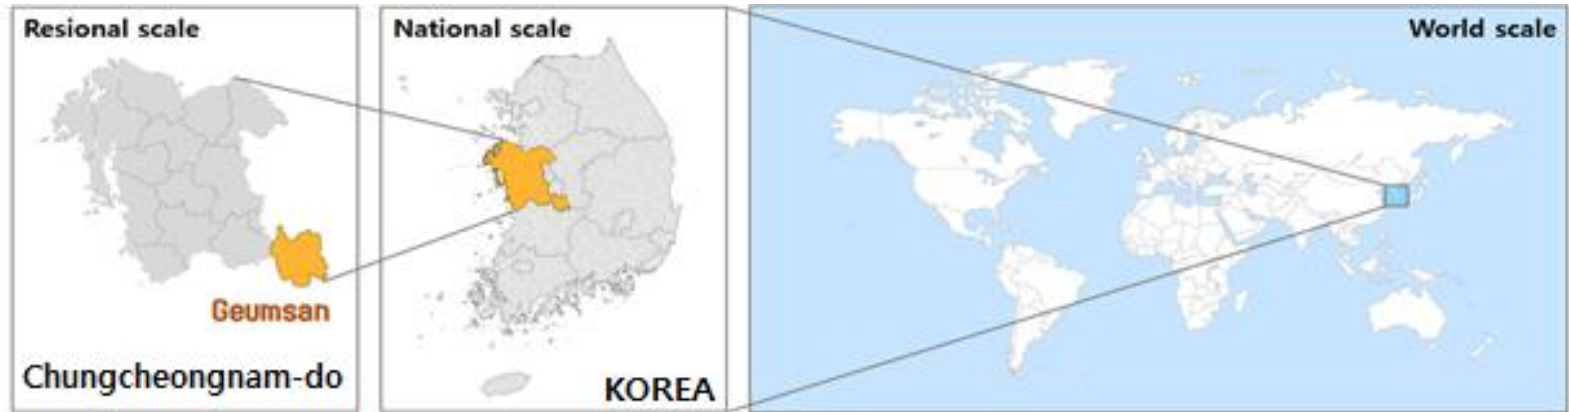 Resional scale
Geumsan
Chungcheongnam-do
National scale
KOREA
World scale